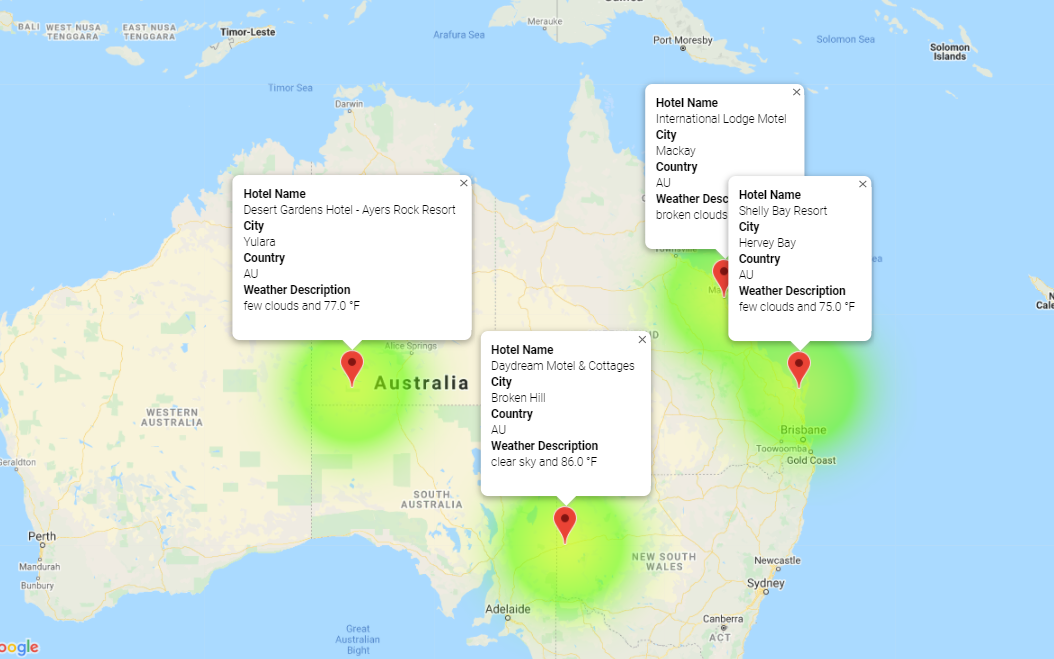 BALI
WEST NUSA
TENGGARA
EAST NUSA
TENGGARA
Timor-Leste
Merauke
Arafura Sea
Port Moresby
Solomon Sea
Solomon
Islands
Timor Sea
Darwin
Hotel Name
International Lodge Motel
City
Mackay
Country
AU
Weather Desc
broken clouds
Hotel Name
Desert Gardens Hotel - Ayers Rock Resort
City
Yulara
Country
AU
Weather Description
few clouds and 77.0 °F
Hotel Name
Shelly Bay Resort
City
Hervey Bay
Country
AU
Weather Description
few clouds and 75.0 °F
Hotel Name
Daydream Motel & Cottages
City
Broken Hill
Country
AU
Weather Description
clear sky and 86.0 °F
Alice Springs
Australia
WESTERN
AUSTRALIA
Brisbane
Toowoomba
Gold Coast
Geraldton
SOUTH
AUSTRALIA
Perth
Mandurah
Bunbury
NEW SOUTH
WALES
Newcastle
Sydney
Adelaide
Canberra
ACT
Great
Australian
Bight
oogle